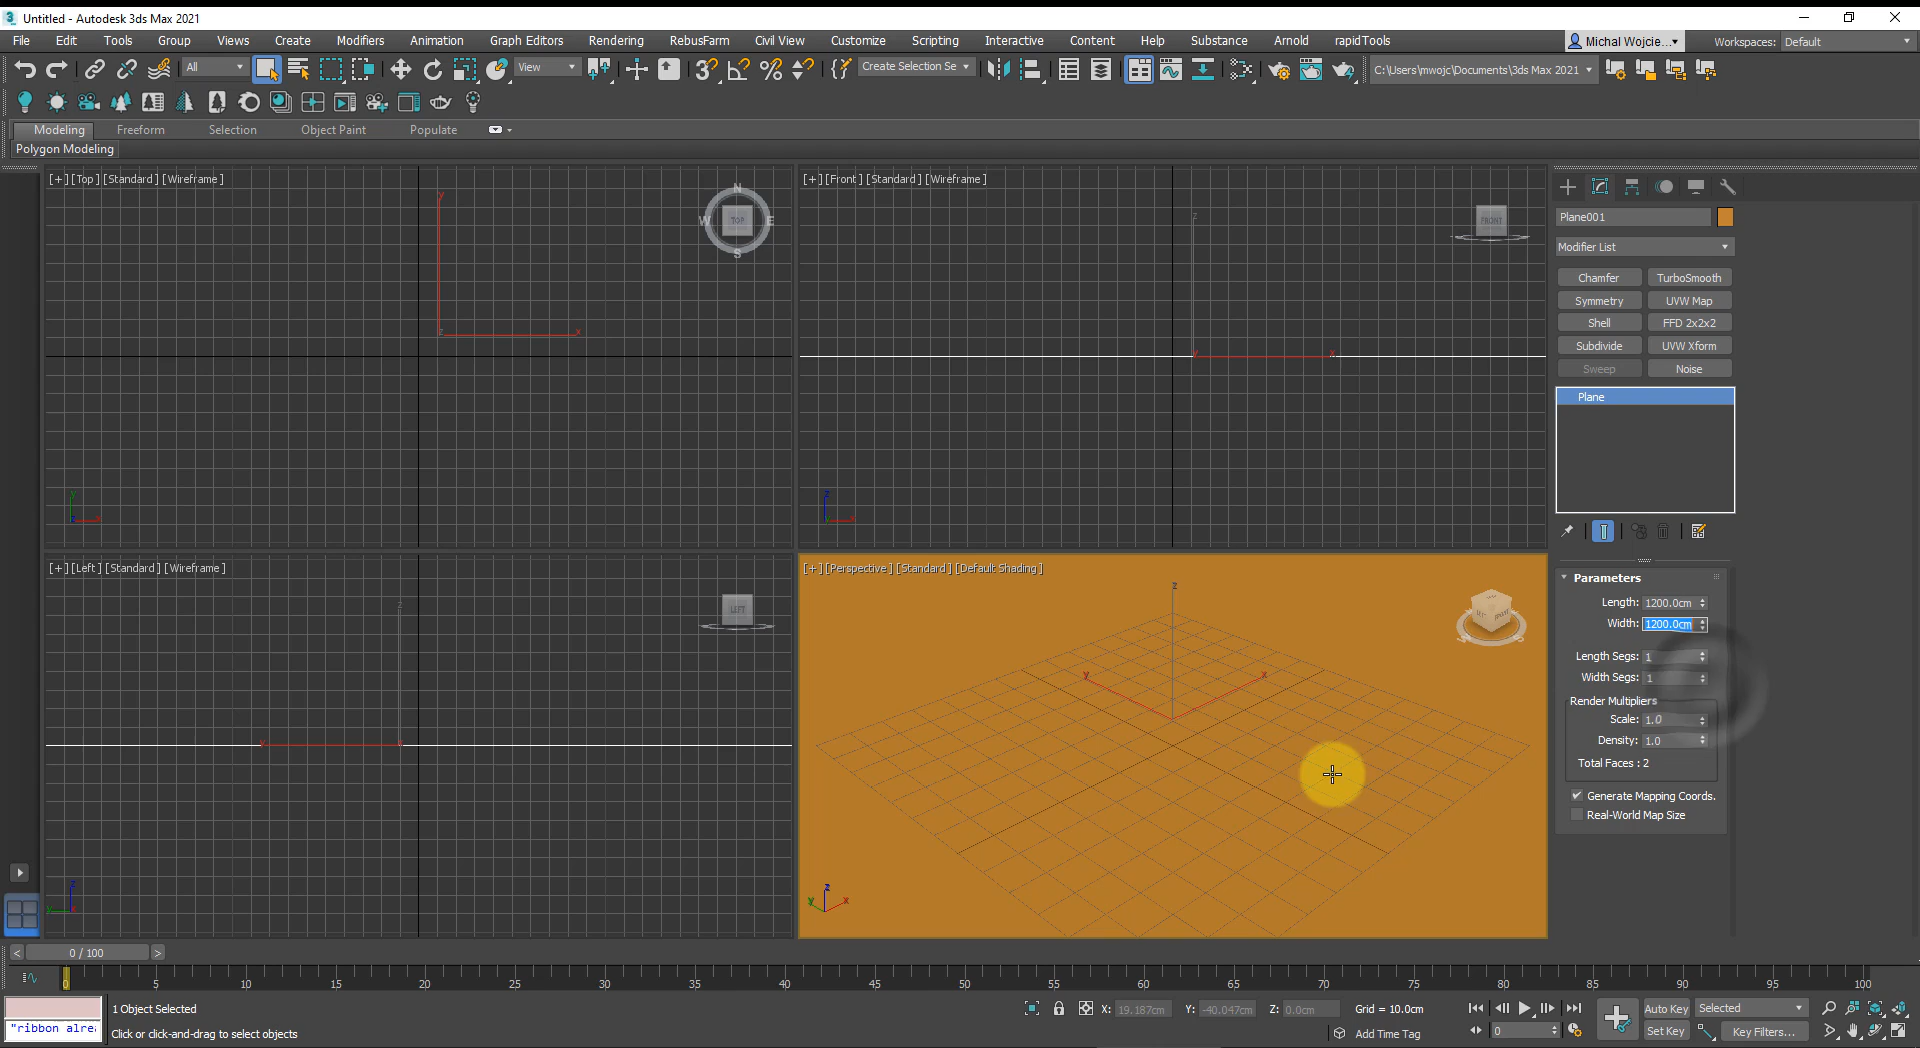 Untitled - Autodesk 3ds Max 2021
File Edit Tools Group Views Create Modifiers Animation Graph Editors Rendering RebusFarm Civil View Customize Scripting Interactive Content Help Substance Arnold rapidTools
Michal Wojcie... Workspaces: Default
All View Create Selection Se C:\Users\mwojc\Documents\3ds Max 2021
Modeling Freeform Selection Object Paint Populate
Polygon Modeling
[+] [Top] [Standard] [Wireframe]
[+] [Front] [Standard] [Wireframe]
N
W TOP E
S
FRONT
y
z x
z
y x
y
x
z
x
Plane001
Modifier List
Chamfer TurboSmooth
Symmetry UVW Map
Shell FFD 2x2x2
Subdivide UVW Xform
Sweep Noise
Plane
[+] [Left] [Standard] [Wireframe]
[+] [Perspective] [Standard] [Default Shading]
LEFT
z
y x
z
y
z
y x
z
y x
Parameters
Length: 1200.0cm
Width: 1200.0cm
Length Segs: 1
Width Segs: 1
Render Multipliers
Scale: 1.0
Density: 1.0
Total Faces : 2
Generate Mapping Coords.
Real-World Map Size
< 0 / 100 >
0 5 10 15 20 25 30 35 40 45 50 55 60 65 70 75 80 85 90 95 100
1 Object Selected X: 19.187cm Y: -40.047cm Z: 0.0cm Grid = 10.0cm Auto Key Selected
"ribbon alrea Click or click-and-drag to select objects Add Time Tag 0 Set Key Key Filters...